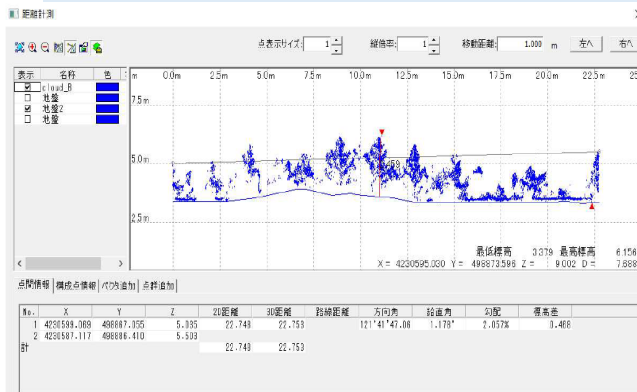 距離計測
点表示サイズ: 1 縦倍率: 1 移動距離: 1.000 m 左へ 右へ
表示 名称 色
cloud_B
地盤
地盤2
地盤
m 0.0m 2.5m 5.0m 7.5m 10.0m 12.5m 15.0m 17.5m 20.0m 22.5m 25
7.5m
5.0m
2.5m
最低標高 3.379 最高標高 6.156
X = 4230595.030 Y = 498873.596 Z = 9.002 D = 7.688
点間情報 構成点情報 ベクタ追加 点群追加
No. X Y Z 2D距離 3D距離 路線距離 方向角 鉛直角 勾配 標高差
1 4230599.069 498867.055 5.035 22.748 22.753 121°41'47.06 1.178° 2.057% 0.468
2 4230587.117 498886.410 5.503
計 22.748 22.753